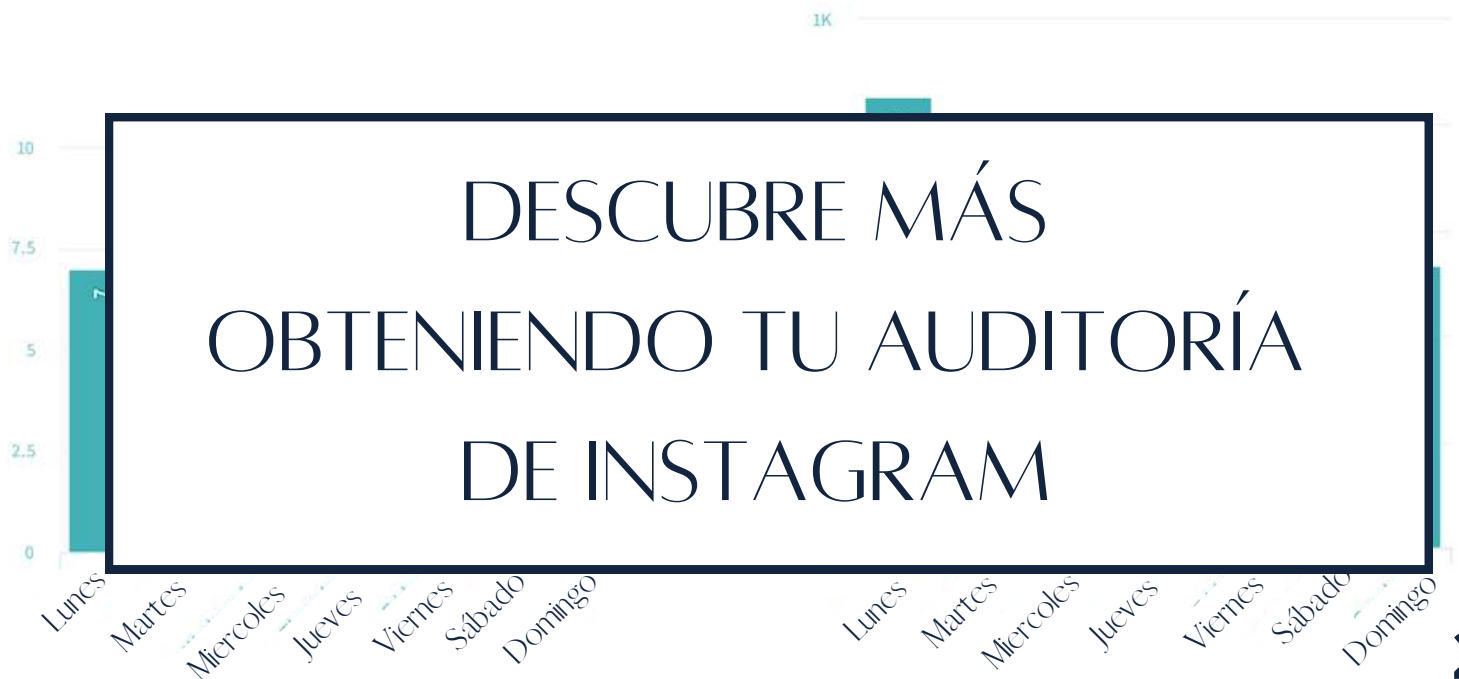 1K
10
7.5
5
2.5
0
7
DESCUBRE MÁS
OBTENIENDO TU AUDITORÍA
DE INSTAGRAM
Lunes Martes Miercoles Jueves Viernes Sábado Domingo
Lunes Martes Miercoles Jueves Viernes Sábado Domingo